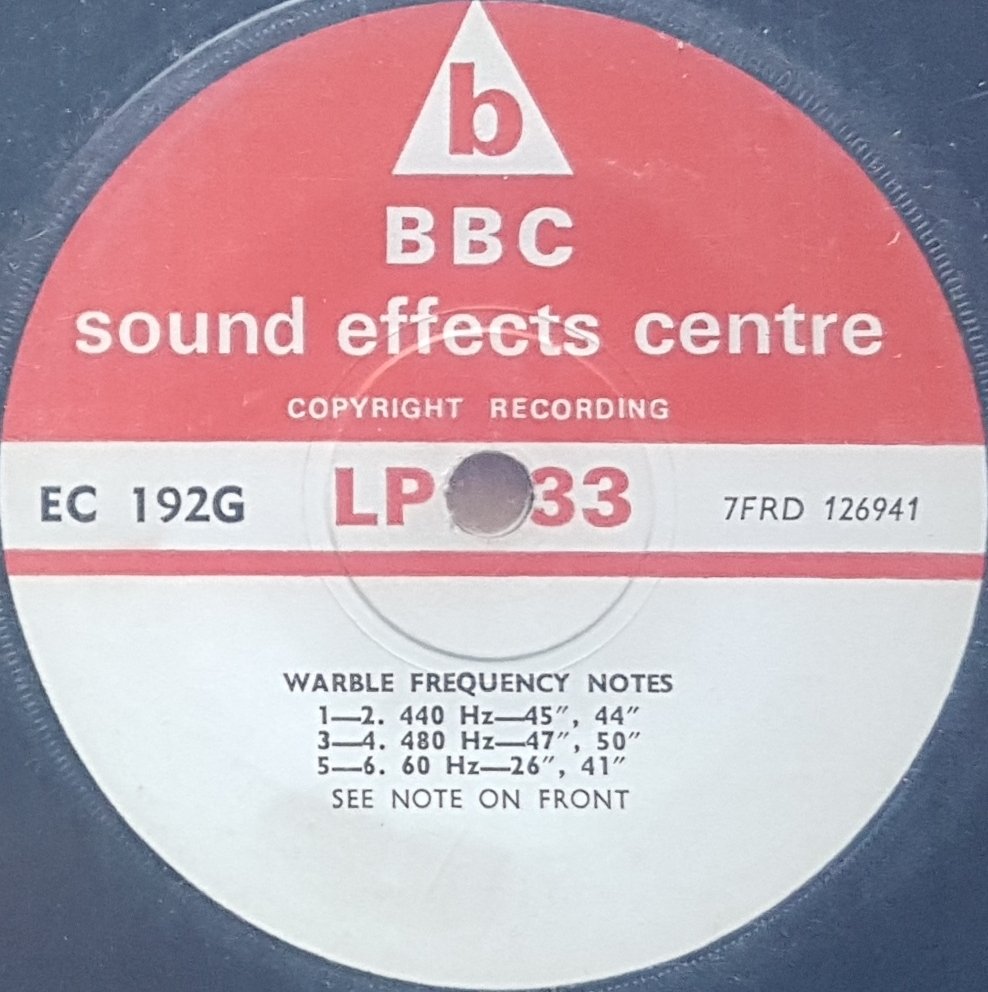 b
BBC
sound effects centre
COPYRIGHT RECORDING
EC 192G LP 33 7FRD 126941
WARBLE FREQUENCY NOTES
1—2. 440 Hz—45″, 44″
3—4. 480 Hz—47″, 50″
5—6. 60 Hz—26″, 41″
SEE NOTE ON FRONT